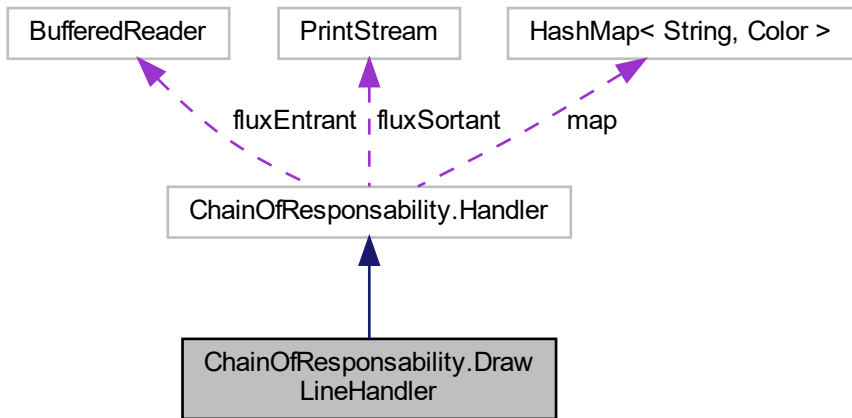 BufferedReader
PrintStream
HashMap< String, Color >
fluxEntrant
fluxSortant
map
ChainOfResponsability.Handler
ChainOfResponsability.Draw
LineHandler